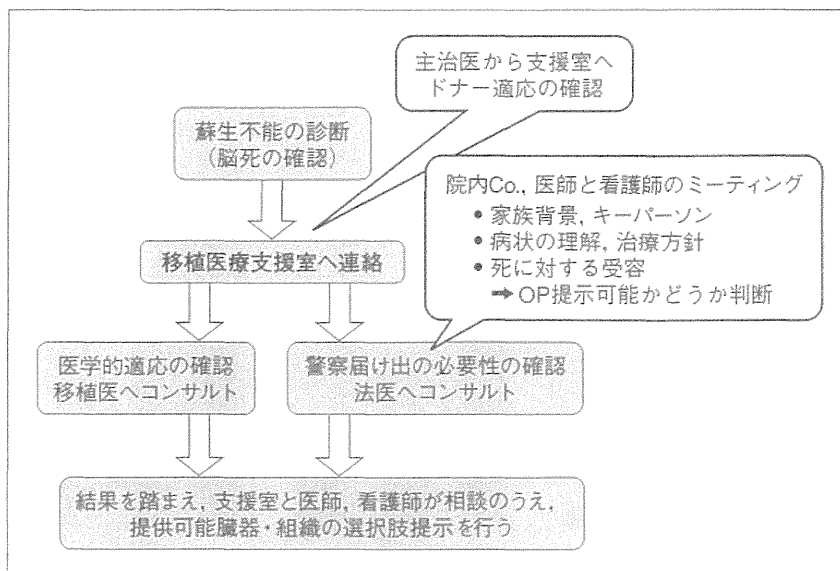 主治医から支援室へ
ドナー適応の確認
蘇生不能の診断
(脳死の確認)
院内Co., 医師と看護師のミーティング
• 家族背景, キーパーソン
• 病状の理解, 治療方針
• 死に対する受容
➡ OP提示可能かどうか判断
移植医療支援室へ連絡
医学的適応の確認
移植医へコンサルト
警察届け出の必要性の確認
法医へコンサルト
結果を踏まえ, 支援室と医師, 看護師が相談のうえ,
提供可能臓器・組織の選択肢提示を行う